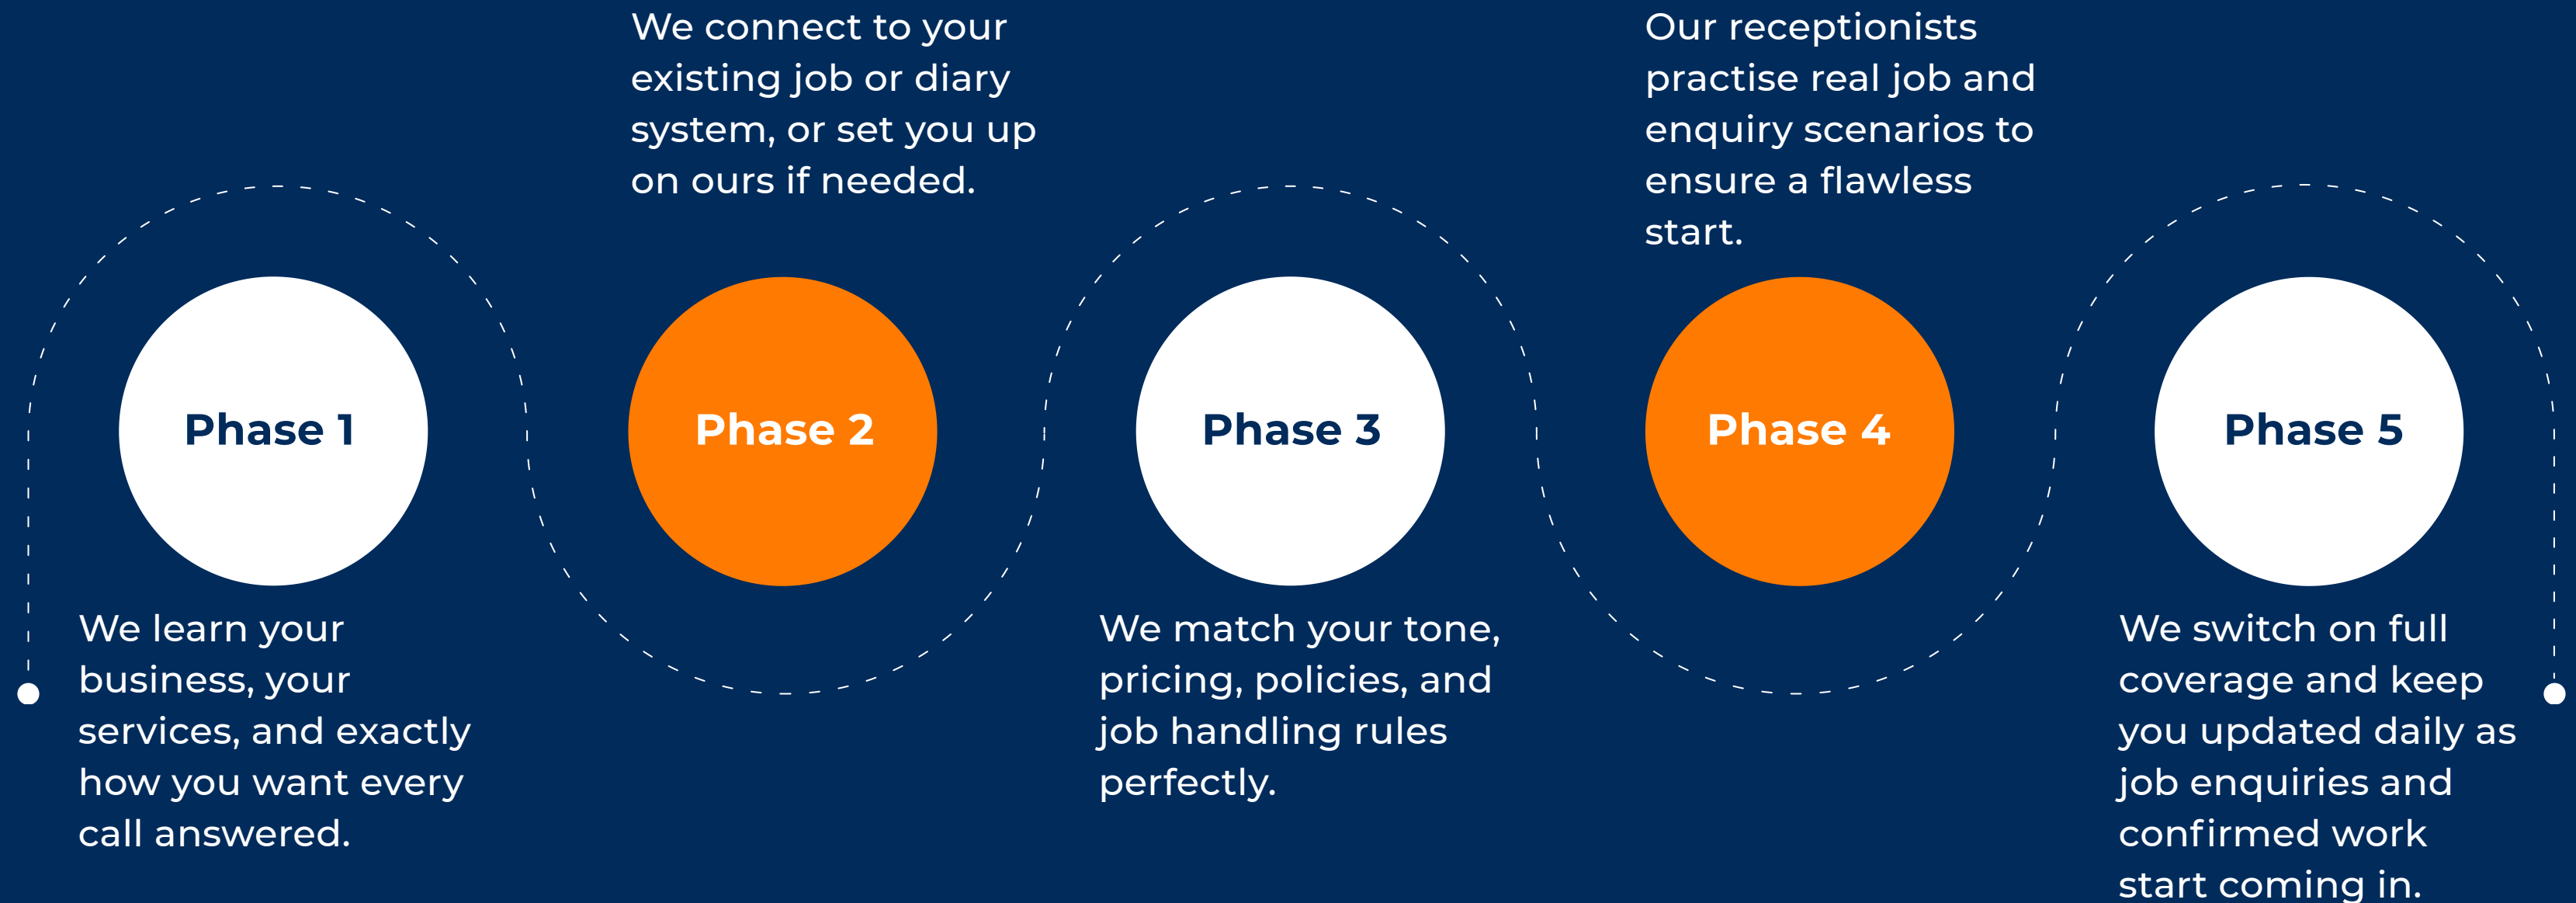 Phase 1
We learn your
business, your
services, and exactly
how you want every
call answered.
We connect to your
existing job or diary
system, or set you up
on ours if needed.
Phase 2
Phase 3
We match your tone,
pricing, policies, and
job handling rules
perfectly.
Our receptionists
practise real job and
enquiry scenarios to
ensure a flawless
start.
Phase 4
Phase 5
We switch on full
coverage and keep
you updated daily as
job enquiries and
confirmed work
start coming in.